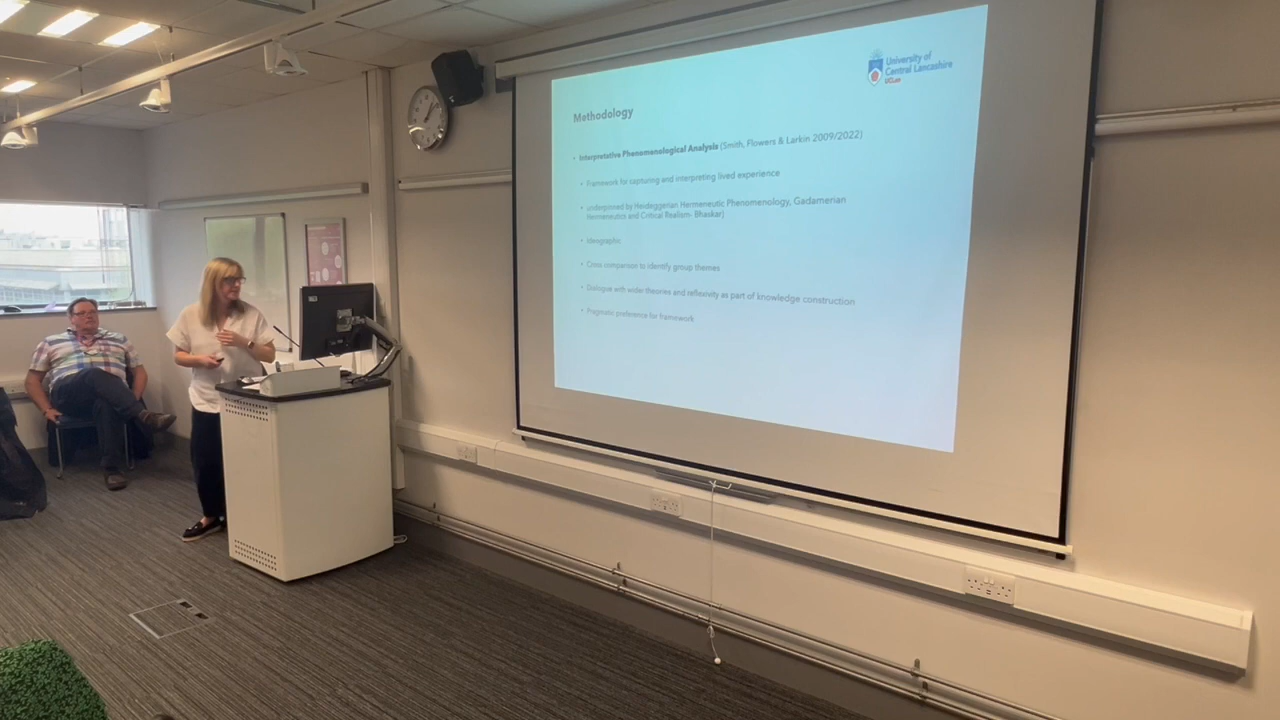 University of
Central Lancashire
UCLan
Methodology
• Interpretative Phenomenological Analysis (Smith, Flowers & Larkin 2009/2022)
• Framework for capturing and interpreting lived experience
• underpinned by Heideggerian Hermeneutic Phenomenology, Gadamerian
Hermeneutics and Critical Realism- Bhaskar)
• Ideographic
• Cross comparison to identify group themes
• Dialogue with wider theories and reflexivity as part of knowledge construction
• Pragmatic preference for framework